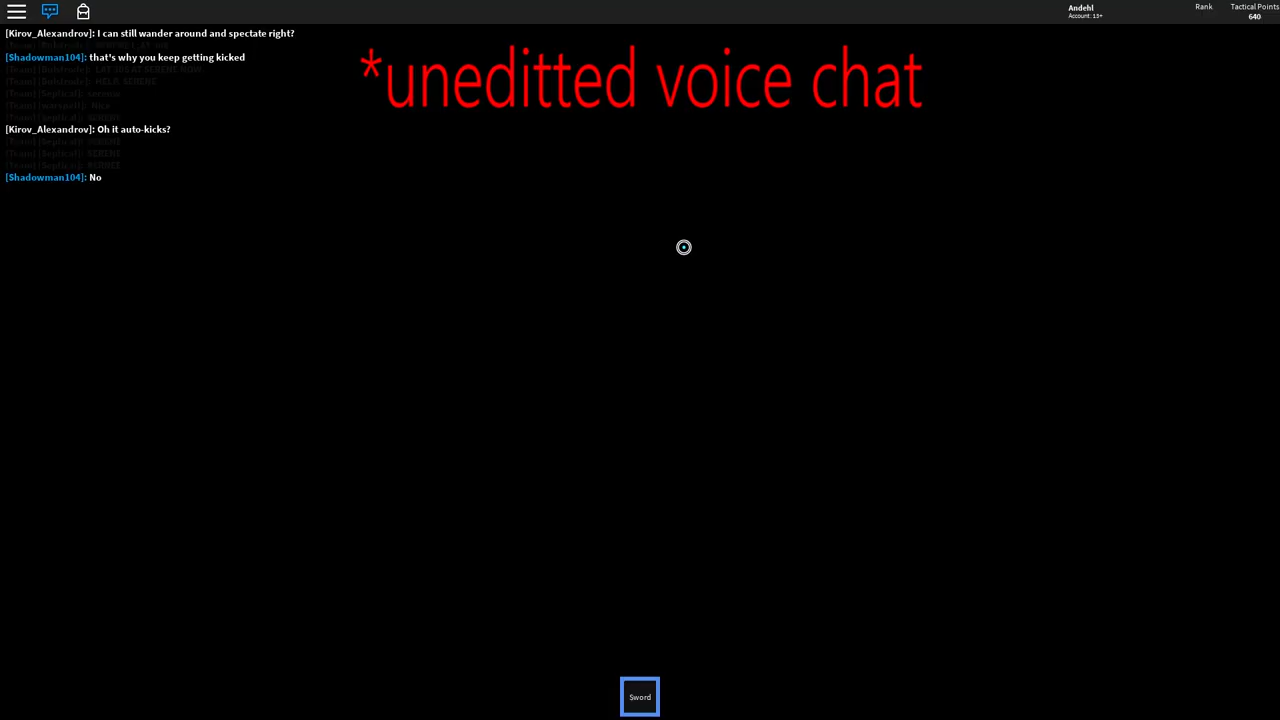 Andehl
Account: 13+
Rank
Tactical Points
640
[Kirov_Alexandrov]: I can still wander around and spectate right?
[Shadowman104]: that's why you keep getting kicked
[Kirov_Alexandrov]: Oh it auto-kicks?
[Shadowman104]: No
*uneditted voice chat
Sword